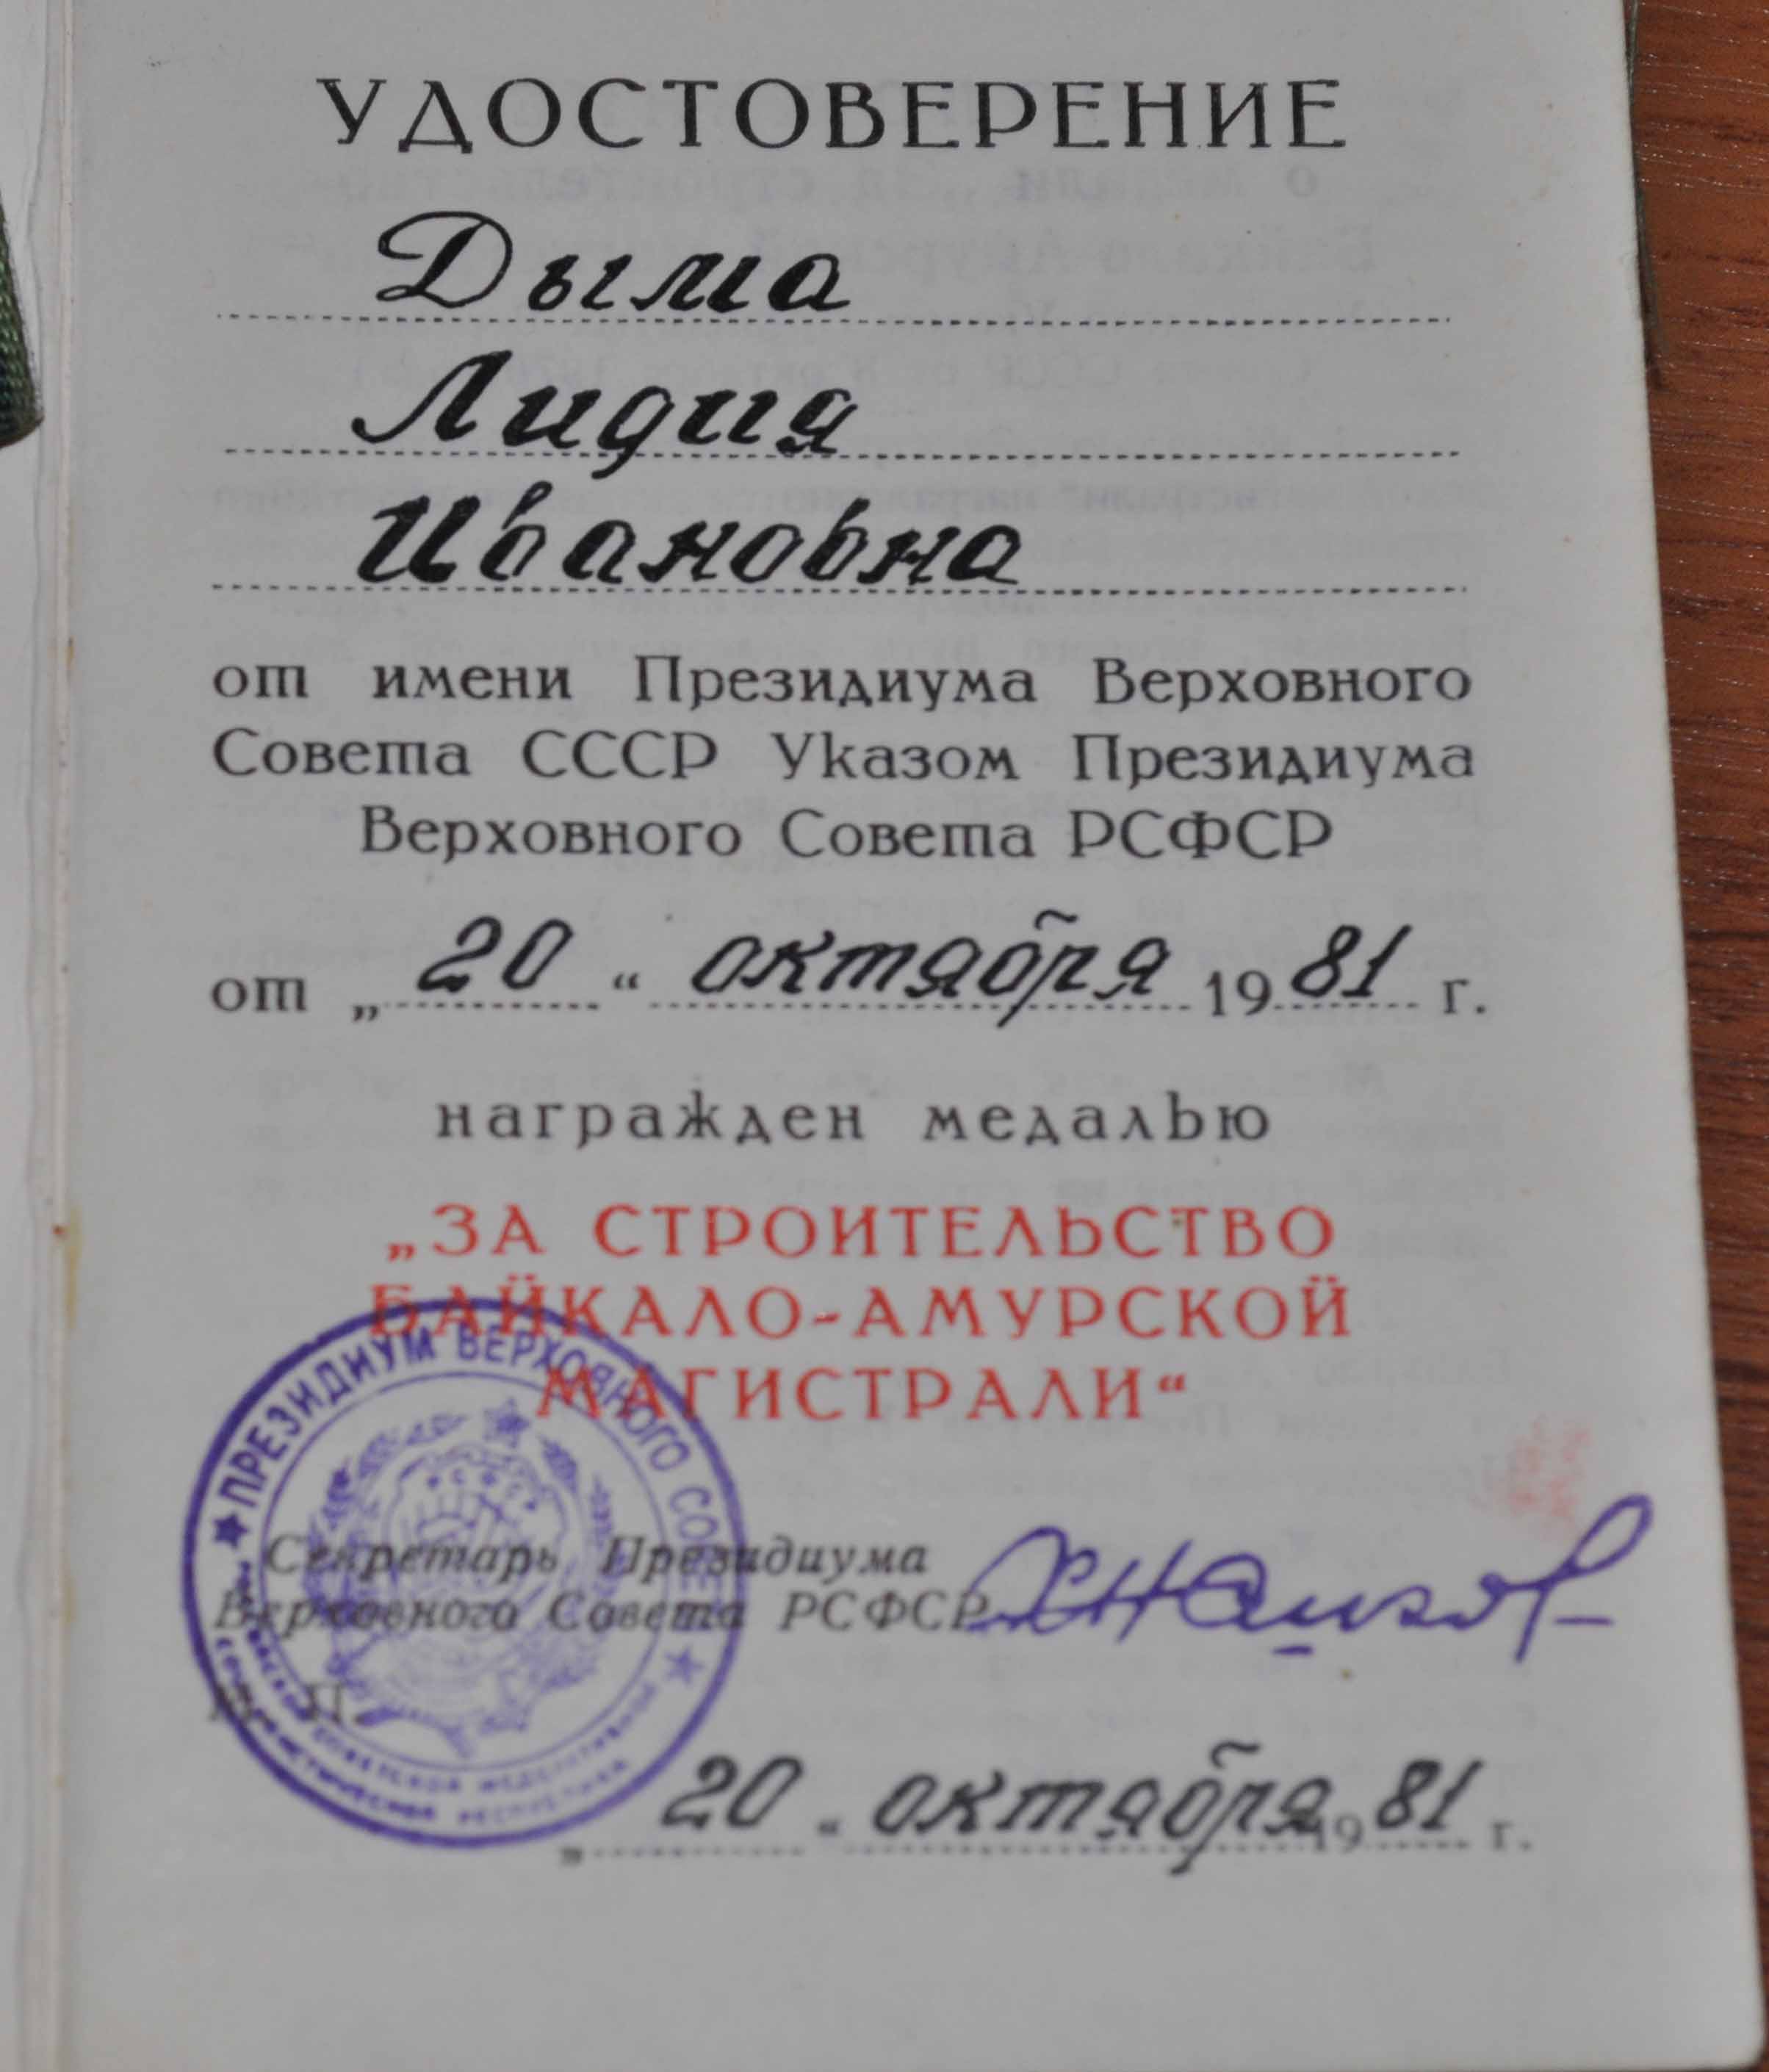 УДОСТОВЕРЕНИЕ
Дыма
Лидия
Ивановна
от имени Президиума Верховного
Совета СССР Указом Президиума
Верховного Совета РСФСР
от „20“ октября 1981 г.
награжден медалью
„ЗА СТРОИТЕЛЬСТВО
БАЙКАЛО-АМУРСКОЙ
МАГИСТРАЛИ“
ПРЕЗИДИУМ ВЕРХОВНОГО СОВЕТА
Секретарь Президиума
Верховного Совета РСФСР
М. П.
„20“ октября 1981 г.